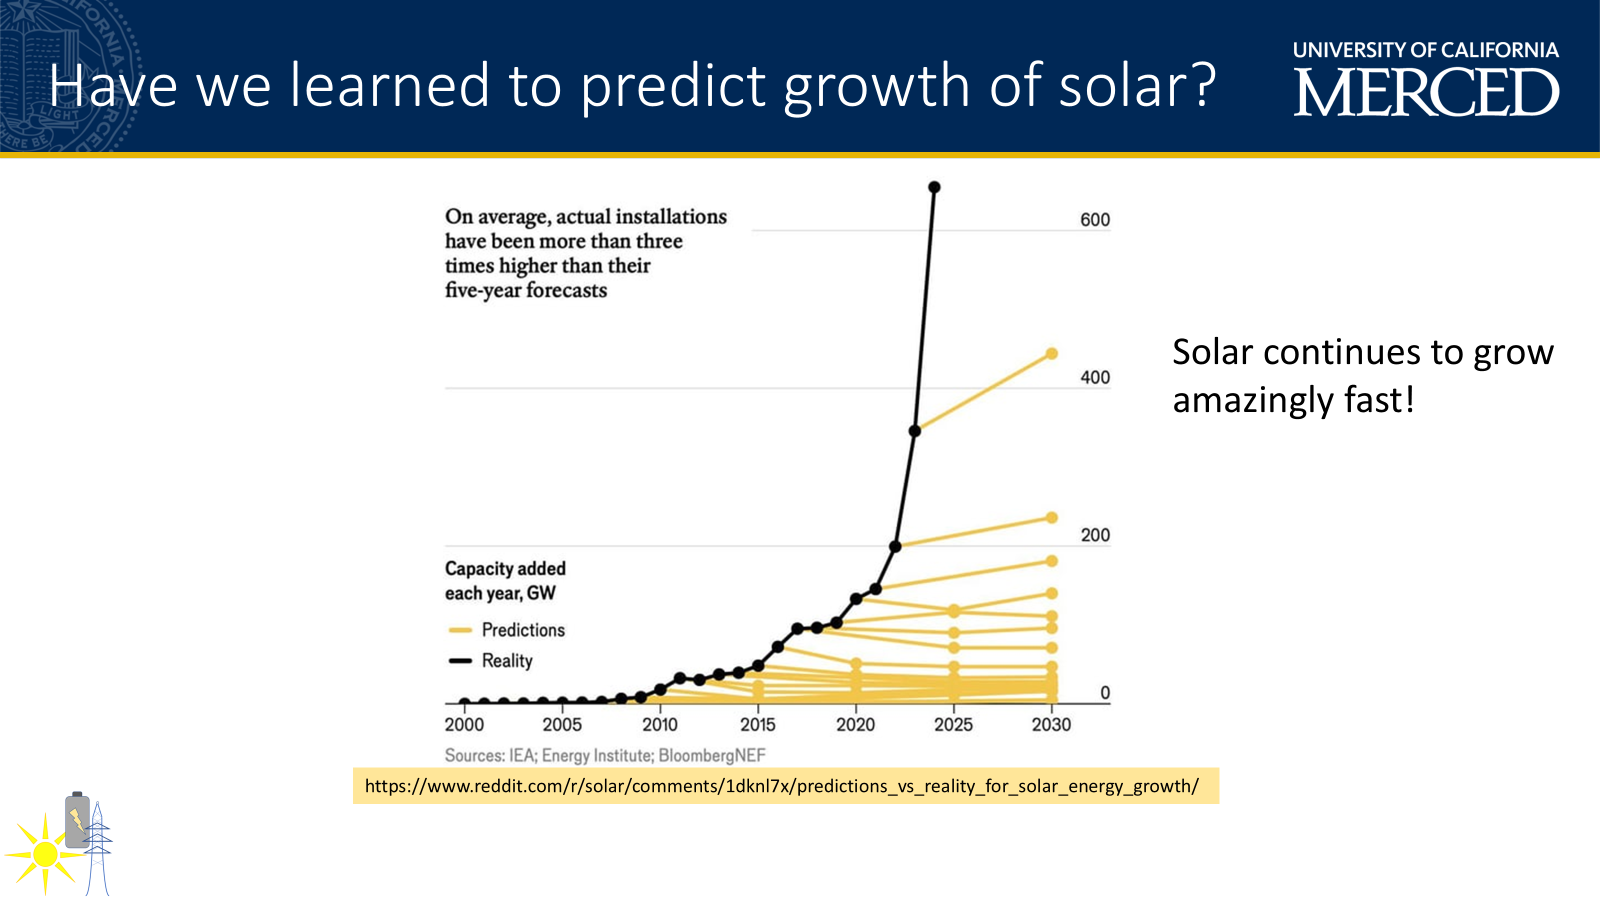 Have we learned to predict growth of solar?
UNIVERSITY OF CALIFORNIA
MERCED
LIGHT
HERE BE
On average, actual installations
have been more than three
times higher than their
five-year forecasts
600
400
200
0
Solar continues to grow
amazingly fast!
Capacity added
each year, GW
Predictions
Reality
2000 2005 2010 2015 2020 2025 2030
Sources: IEA; Energy Institute; BloombergNEF
https://www.reddit.com/r/solar/comments/1dknl7x/predictions_vs_reality_for_solar_energy_growth/